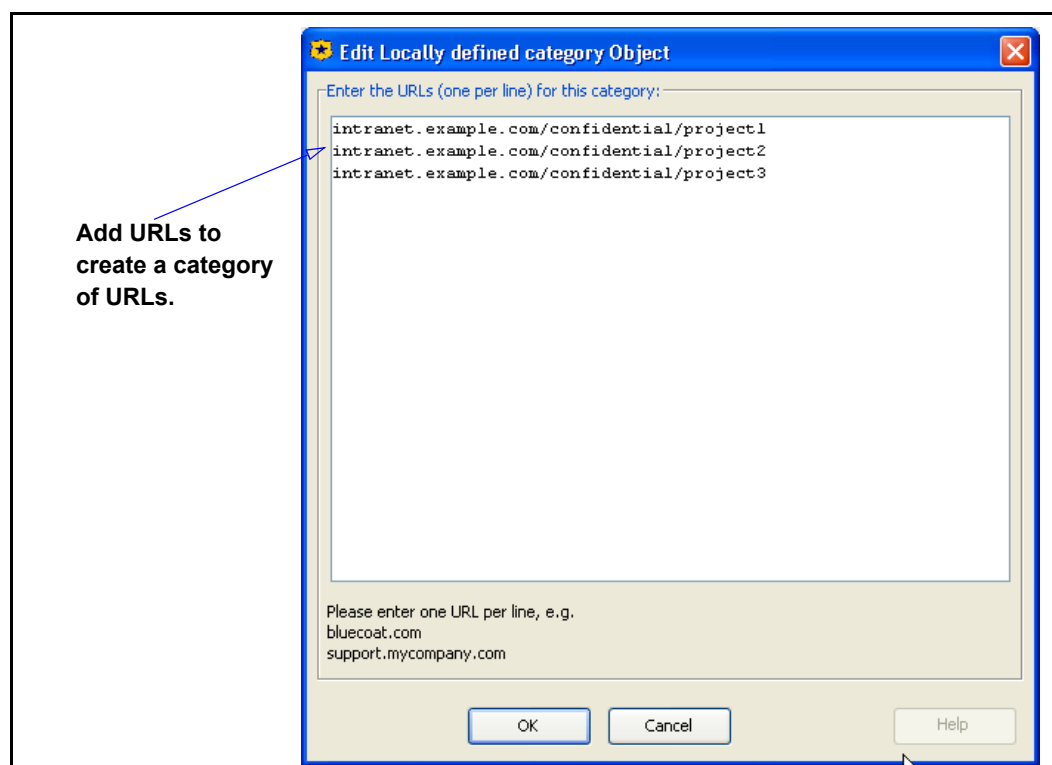 Edit Locally defined category Object
Enter the URLs (one per line) for this category:
intranet.example.com/confidential/project1
intranet.example.com/confidential/project2
intranet.example.com/confidential/project3
Add URLs to
create a category
of URLs.
Please enter one URL per line, e.g.
bluecoat.com
support.mycompany.com
OK
Cancel
Help